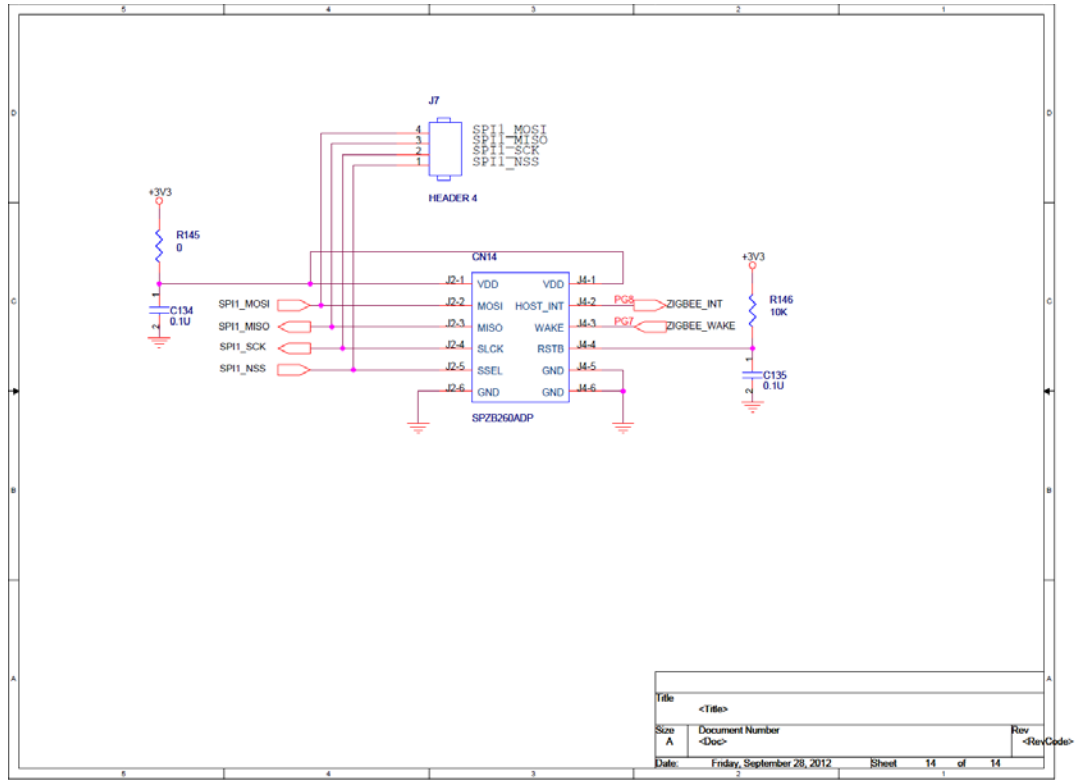 5 4 3 2 1
D D
C C
B B
A A
J7
4 SPI1_MOSI
3 SPI1_MISO
2 SPI1_SCK
1 SPI1_NSS
HEADER 4
+3V3
R145
0
1
C134
0.1U
2
CN14
J2-1 VDD VDD J4-1
SPI1_MOSI J2-2 MOSI HOST_INT J4-2 PG8 ZIGBEE_INT
SPI1_MISO J2-3 MISO WAKE J4-3 PG7 ZIGBEE_WAKE
SPI1_SCK J2-4 SLCK RSTB J4-4
SPI1_NSS J2-5 SSEL GND J4-5
J2-6 GND GND J4-6
SPZB260ADP
+3V3
R146
10K
1
C135
0.1U
2
Title
<Title>
Size Document Number Rev
A <Doc> <RevCode>
Date: Friday, September 28, 2012 Sheet 14 of 14
5 4 3 2 1